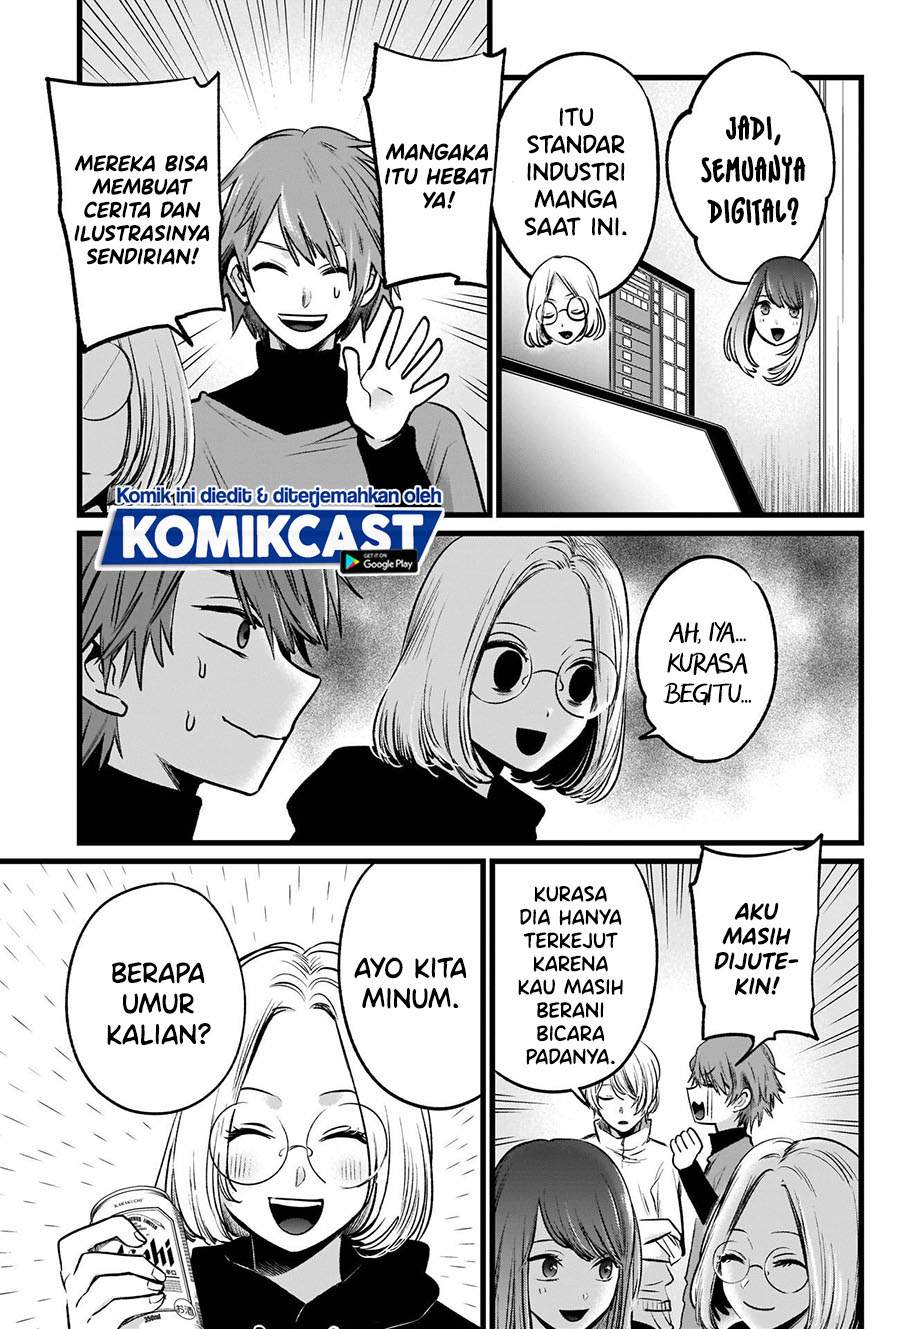 JADI,
SEMUANYA
DIGITAL?
ITU
STANDAR
INDUSTRI
MANGA
SAAT INI.
MANGAKA
ITU HEBAT
YA!
MEREKA BISA
MEMBUAT
CERITA DAN
ILUSTRASINYA
SENDIRIAN!
Komik ini diedit & diterjemahkan oleh
KOMIKCAST
GET IT ON
Google Play
AH, IYA...
KURASA
BEGITU...
AKU
MASIH
DIJUTE-
KIN!
KURASA
DIA HANYA
TERKEJUT
KARENA
KAU MASIH
BERANI
BICARA
PADANYA.
AYO KITA
MINUM.
BERAPA
UMUR
KALIAN?
KARAKUCHI
350ml